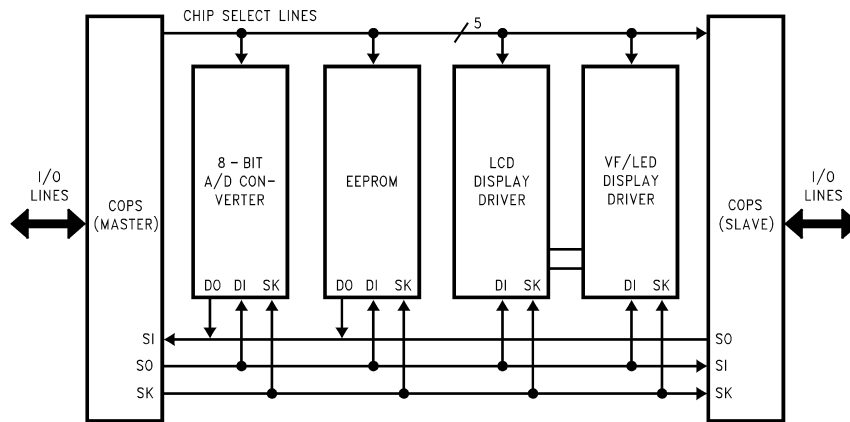 CHIP SELECT LINES
5
I/O
LINES
COPS
(MASTER)
8 – BIT
A/D CON-
VERTER
EEPROM
LCD
DISPLAY
DRIVER
VF/LED
DISPLAY
DRIVER
COPS
(SLAVE)
I/O
LINES
DO DI SK
DO DI SK
DI SK
DI SK
SI
SO
SO
SI
SK
SK